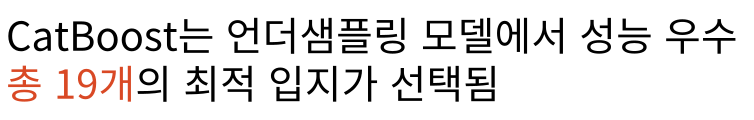 CatBoost는 언더샘플링 모델에서 성능 우수
총 19개의 최적 입지가 선택됨